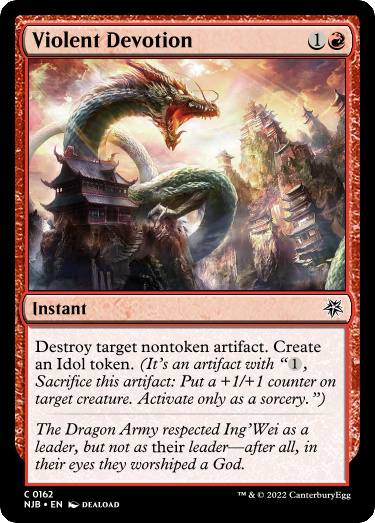 Violent Devotion 1
Instant
Destroy target nontoken artifact. Create
an Idol token. (It's an artifact with “1,
Sacrifice this artifact: Put a +1/+1 counter on
target creature. Activate only as a sorcery.”)
The Dragon Army respected Ing'Wei as a
leader, but not as their leader—after all, in
their eyes they worshiped a God.
C 0162
NJB • EN DEALOAD
™ & © 2022 CanterburyEgg